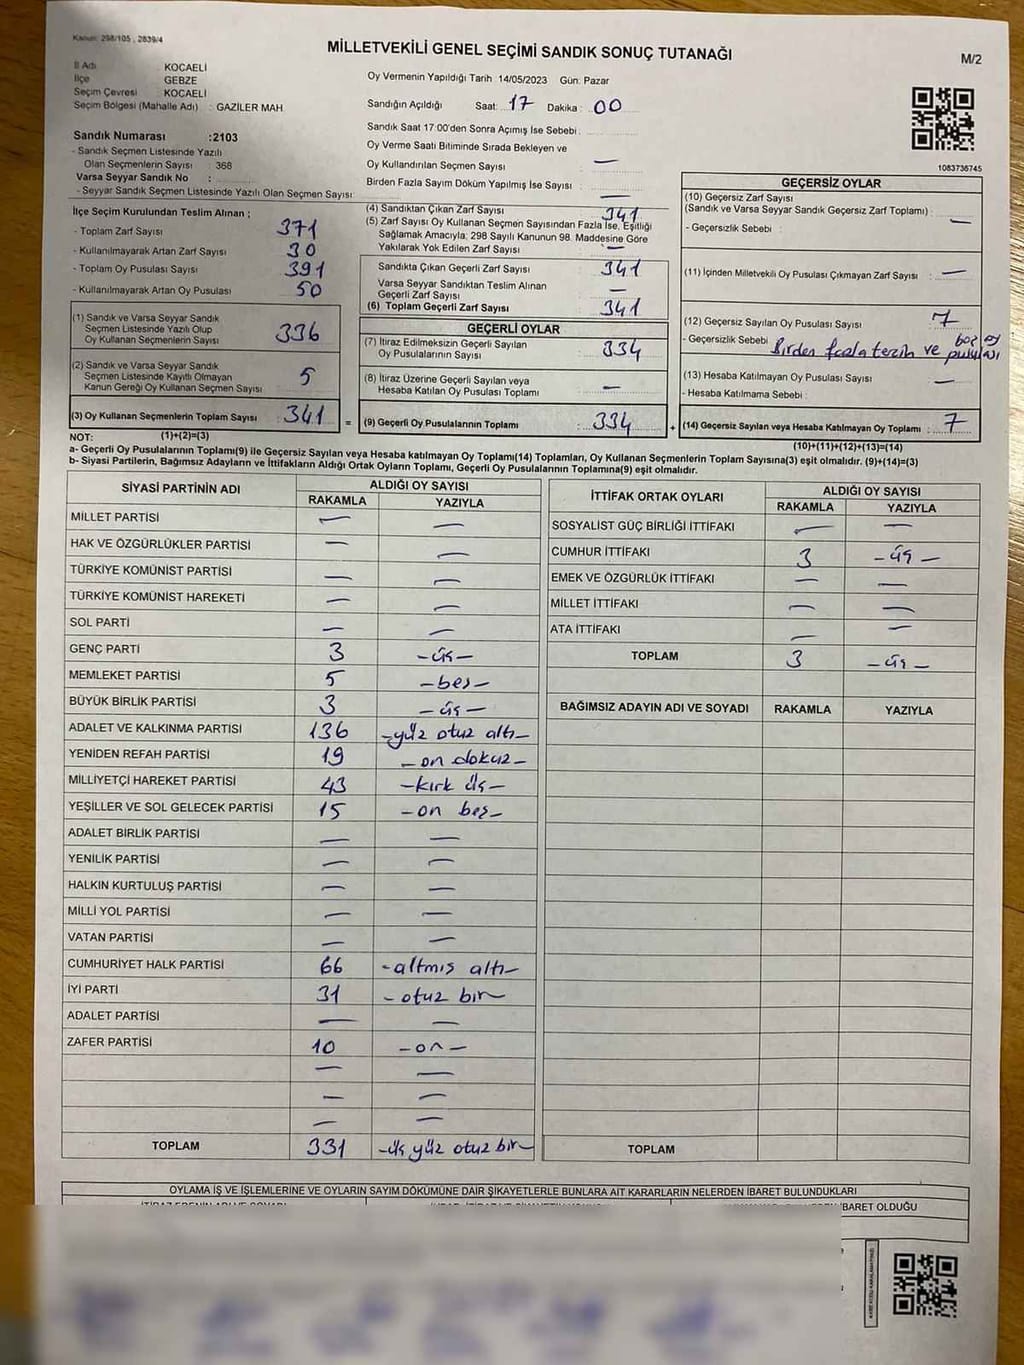 Kanun: 298/105 , 2839/4
MİLLETVEKİLİ GENEL SEÇİMİ SANDIK SONUÇ TUTANAĞI
M/2
İl Adı KOCAELİ
İlçe GEBZE
Seçim Çevresi KOCAELİ
Seçim Bölgesi (Mahalle Adı) : GAZİLER MAH
Sandık Numarası :2103
- Sandık Seçmen Listesinde Yazılı
Olan Seçmenlerin Sayısı : 368
Varsa Seyyar Sandık No :
- Seyyar Sandık Seçmen Listesinde Yazılı Olan Seçmen Sayısı:
Oy Vermenin Yapıldığı Tarih 14/05/2023 Gün: Pazar
Sandığın Açıldığı Saat: 17 Dakika: 00
Sandık Saat 17:00'den Sonra Açımış İse Sebebi :
Oy Verme Saati Bitiminde Sırada Bekleyen ve
Oy Kullandırılan Seçmen Sayısı : —
Birden Fazla Sayım Döküm Yapılmış İse Sayısı : —
1083736745
İlçe Seçim Kurulundan Teslim Alınan ;
- Toplam Zarf Sayısı : 371
- Kullanılmayarak Artan Zarf Sayısı : 30
- Toplam Oy Pusulası Sayısı : 391
- Kullanılmayarak Artan Oy Pusulası : 50
(1) Sandık ve Varsa Seyyar Sandık
Seçmen Listesinde Yazılı Olup
Oy Kullanan Seçmenlerin Sayısı : 336
(2) Sandık ve Varsa Seyyar Sandık
Seçmen Listesinde Kayıtlı Olmayan
Kanun Gereği Oy Kullanan Seçmen Sayısı : 5
(3) Oy Kullanan Seçmenlerin Toplam Sayısı : 341
(4) Sandıktan Çıkan Zarf Sayısı : 341
(5) Zarf Sayısı Oy Kullanan Seçmen Sayısından Fazla İse, Eşitliği
Sağlamak Amacıyla, 298 Sayılı Kanunun 98. Maddesine Göre
Yakılarak Yok Edilen Zarf Sayısı : —
Sandıkta Çıkan Geçerli Zarf Sayısı : 341
Varsa Seyyar Sandıktan Teslim Alınan
Geçerli Zarf Sayısı : —
(6) Toplam Geçerli Zarf Sayısı : 341
GEÇERLİ OYLAR
(7) İtiraz Edilmeksizin Geçerli Sayılan
Oy Pusulalarının Sayısı : 334
(8) İtiraz Üzerine Geçerli Sayılan veya
Hesaba Katılan Oy Pusulası Toplamı : —
= (9) Geçerli Oy Pusulalarının Toplamı : 334
GEÇERSİZ OYLAR
(10) Geçersiz Zarf Sayısı
(Sandık ve Varsa Seyyar Sandık Geçersiz Zarf Toplamı) : —
- Geçersizlik Sebebi :
(11) İçinden Milletvekili Oy Pusulası Çıkmayan Zarf Sayısı : —
(12) Geçersiz Sayılan Oy Pusulası Sayısı : 7
- Geçersizlik Sebebi : Birden fazla tercih ve boş oy pusulası
(13) Hesaba Katılmayan Oy Pusulası Sayısı : —
- Hesaba Katılmama Sebebi :
+ (14) Geçersiz Sayılan veya Hesaba Katılmayan Oy Toplamı : 7
NOT: (1)+(2)=(3) (10)+(11)+(12)+(13)=(14)
a- Geçerli Oy Pusulalarının Toplamı(9) ile Geçersiz Sayılan veya Hesaba katılmayan Oy Toplamı(14) Toplamları, Oy Kullanan Seçmenlerin Toplam Sayısına(3) eşit olmalıdır. (9)+(14)=(3)
b- Siyasi Partilerin, Bağımsız Adayların ve İttifakların Aldığı Ortak Oyların Toplamı, Geçerli Oy Pusulalarının Toplamına(9) eşit olmalıdır.
SİYASİ PARTİNİN ADI ALDIĞI OY SAYISI
RAKAMLA YAZIYLA
MİLLET PARTİSİ — —
HAK VE ÖZGÜRLÜKLER PARTİSİ — —
TÜRKİYE KOMÜNİST PARTİSİ — —
TÜRKİYE KOMÜNİST HAREKETİ — —
SOL PARTİ — —
GENÇ PARTİ 3 -üç-
MEMLEKET PARTİSİ 5 -beş-
BÜYÜK BİRLİK PARTİSİ 3 -üç-
ADALET VE KALKINMA PARTİSİ 136 -yüz otuz altı-
YENİDEN REFAH PARTİSİ 19 -on dokuz-
MİLLİYETÇİ HAREKET PARTİSİ 43 -kırk üç-
YEŞİLLER VE SOL GELECEK PARTİSİ 15 -on beş-
ADALET BİRLİK PARTİSİ — —
YENİLİK PARTİSİ — —
HALKIN KURTULUŞ PARTİSİ — —
MİLLİ YOL PARTİSİ — —
VATAN PARTİSİ — —
CUMHURİYET HALK PARTİSİ 66 -altmış altı-
İYİ PARTİ 31 -otuz bir-
ADALET PARTİSİ — —
ZAFER PARTİSİ 10 -on-
— —
— —
— —
TOPLAM 331 -üç yüz otuz bir-
İTTİFAK ORTAK OYLARI ALDIĞI OY SAYISI
RAKAMLA YAZIYLA
SOSYALİST GÜÇ BİRLİĞİ İTTİFAKI — —
CUMHUR İTTİFAKI 3 -üç-
EMEK VE ÖZGÜRLÜK İTTİFAKI — —
MİLLET İTTİFAKI — —
ATA İTTİFAKI — —
TOPLAM 3 -üç-
BAĞIMSIZ ADAYIN ADI VE SOYADI RAKAMLA YAZIYLA
TOPLAM
OYLAMA İŞ VE İŞLEMLERİNE VE OYLARIN SAYIM DÖKÜMÜNE DAİR ŞİKAYETLERLE BUNLARA AİT KARARLARIN NELERDEN İBARET BULUNDUKLARI
İBARET OLDUĞU